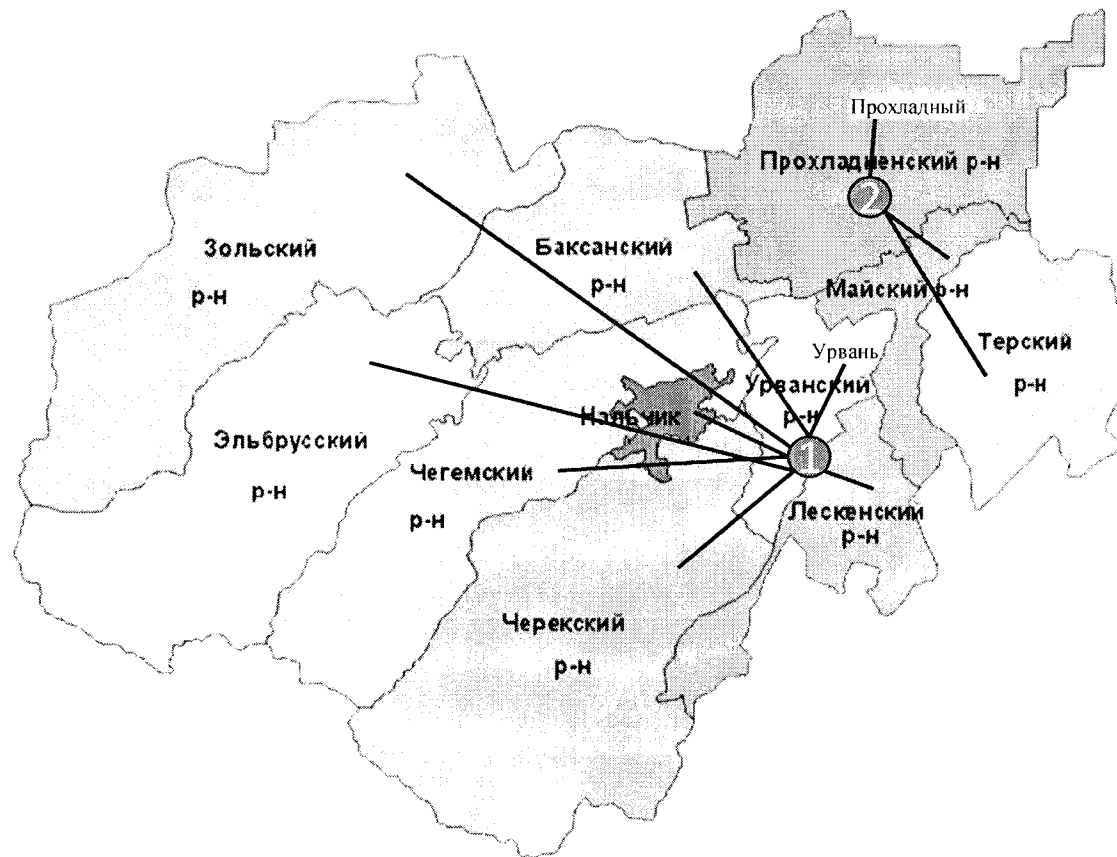 Прохладный
Прохладненский р-н
2
Зольский
р-н
Баксанский
р-н
Майский р-н
Терский
р-н
Урвань
Урванский
р-н
Нальчик
Эльбрусский
р-н
Чегемский
р-н
1
Лескенский
р-н
Черекский
р-н